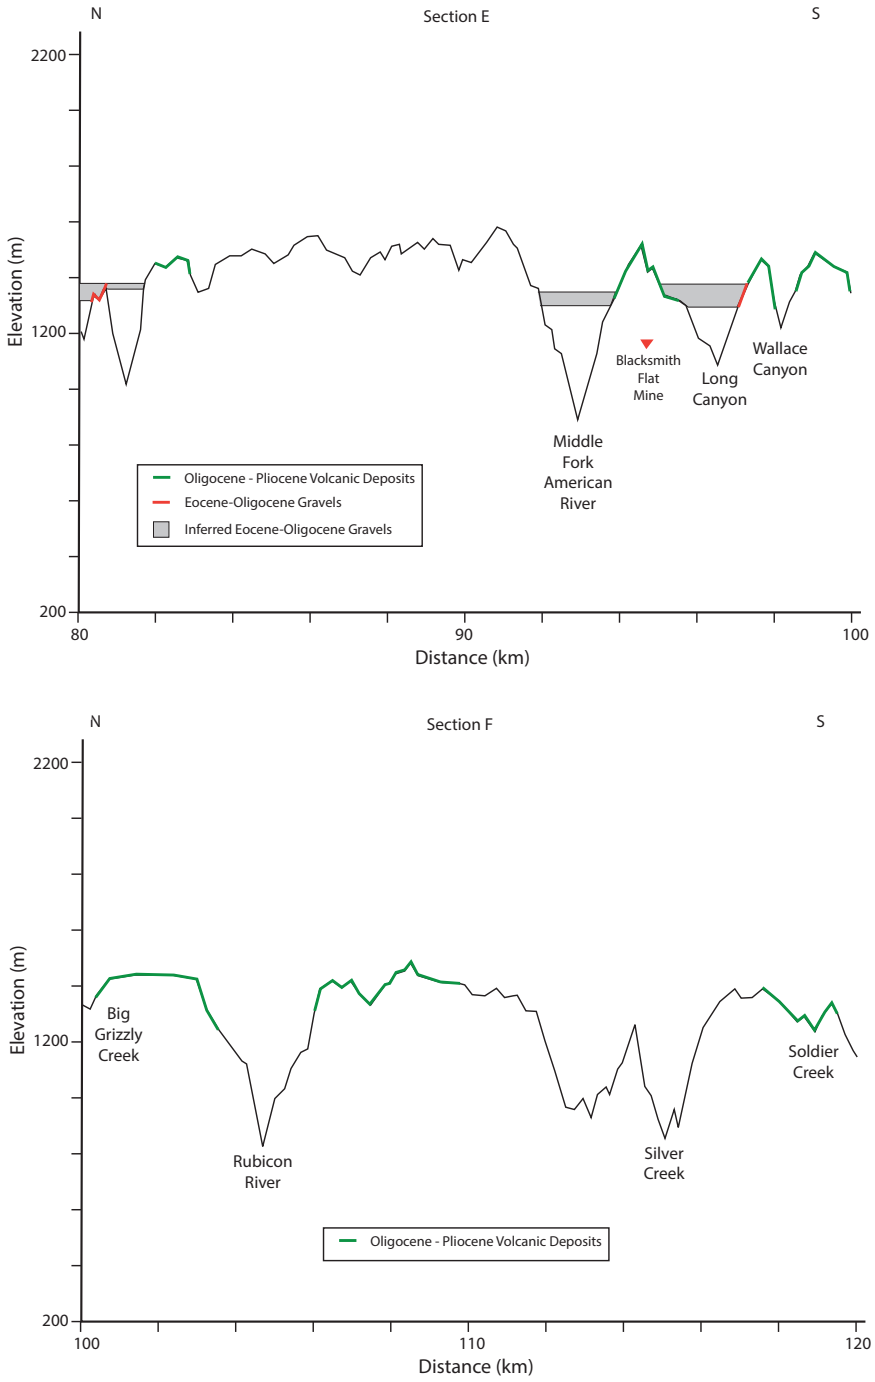 N
Section E
S
2200
1200
200
Elevation (m)
Blacksmith
Flat
Mine
Wallace
Canyon
Long
Canyon
Middle
Fork
American
River
Oligocene - Pliocene Volcanic Deposits
Eocene-Oligocene Gravels
Inferred Eocene-Oligocene Gravels
80
90
100
Distance (km)
N
Section F
S
2200
1200
200
Elevation (m)
Big
Grizzly
Creek
Soldier
Creek
Rubicon
River
Silver
Creek
Oligocene - Pliocene Volcanic Deposits
100
110
120
Distance (km)